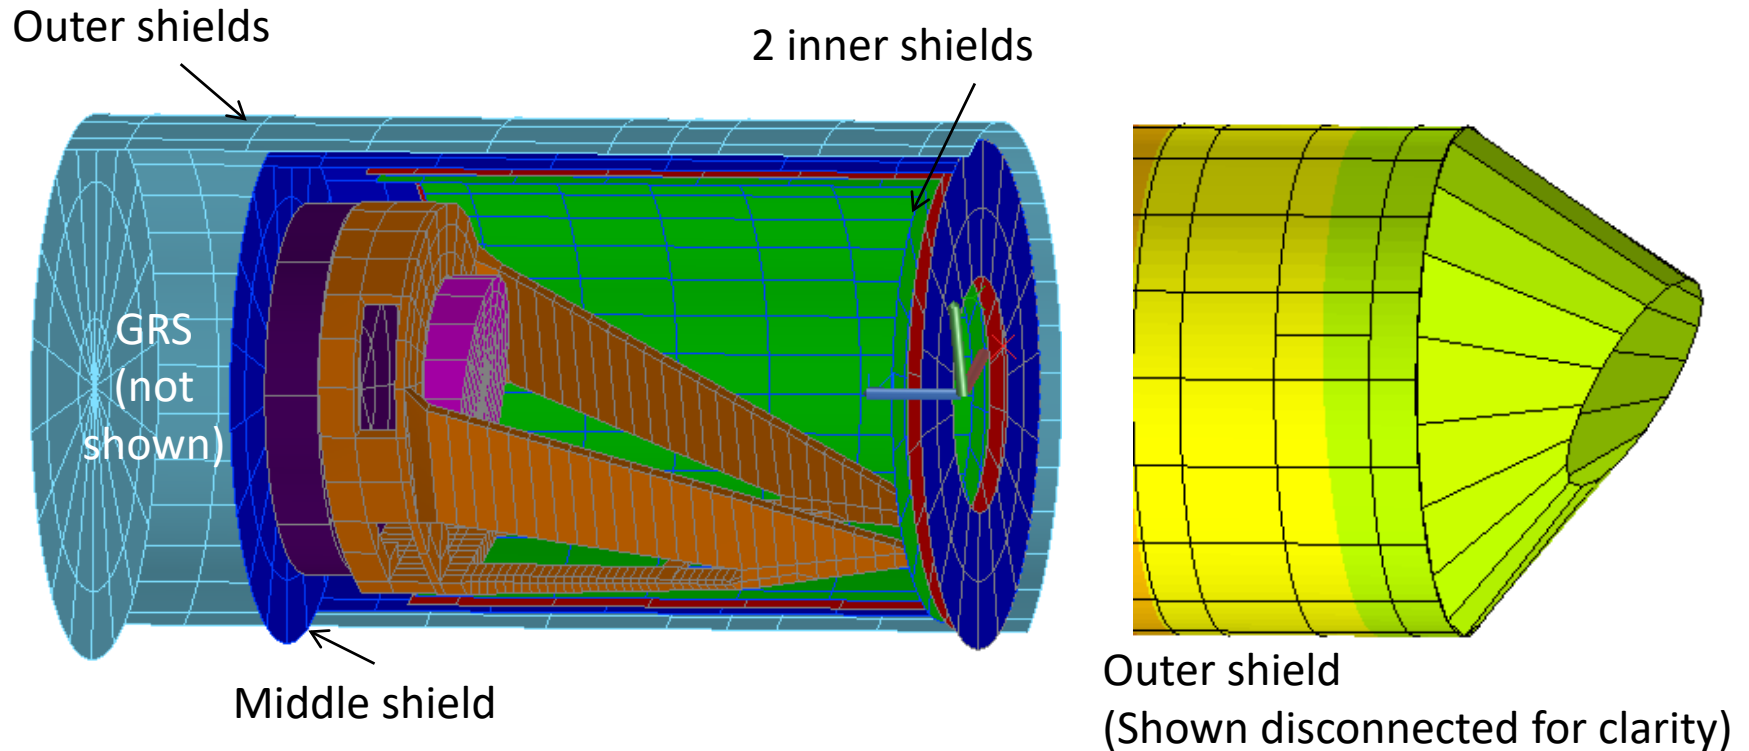 Outer shields
2 inner shields
GRS
(not
shown)
Middle shield
Outer shield
(Shown disconnected for clarity)